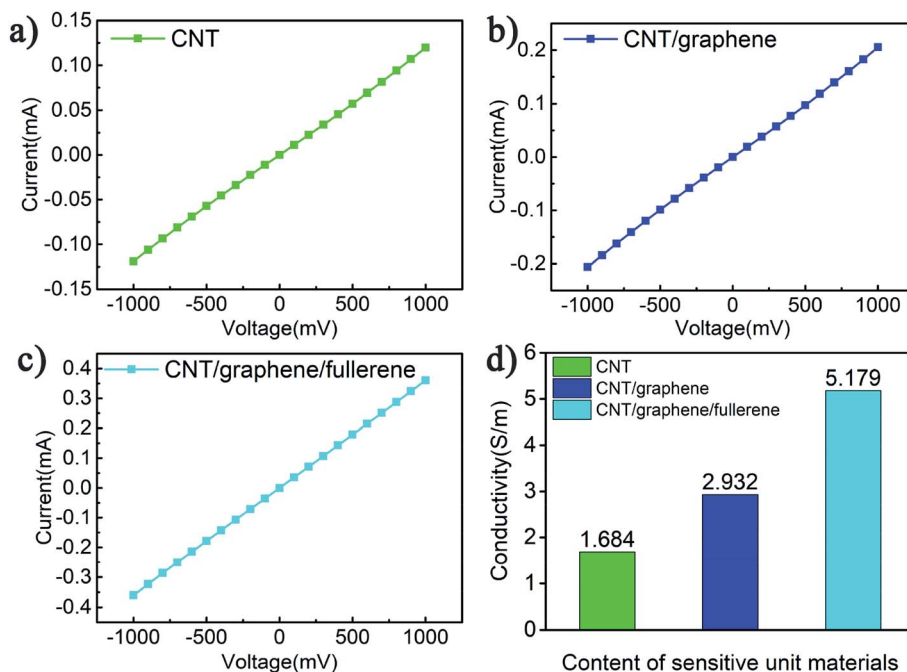 a)
CNT
0.15
0.10
0.05
0.00
-0.05
-0.10
0.15
Current(mA)
-1000 -500 0 500 1000
Voltage(mV)
b)
CNT/graphene
0.2
0.1
0.0
-0.1
-0.2
Current(mA)
-1000 -500 0 500 1000
Voltage(mV)
c)
CNT/graphene/fullerene
0.4
0.3
0.2
0.1
0.0
-0.1
-0.2
-0.3
-0.4
Current(mA)
-1000 -500 0 500 1000
Voltage(mV)
d)
CNT
CNT/graphene
CNT/graphene/fullerene
6
5
4
3
2
1
0
Conductivity(S/m)
1.684
2.932
5.179
Content of sensitive unit materials